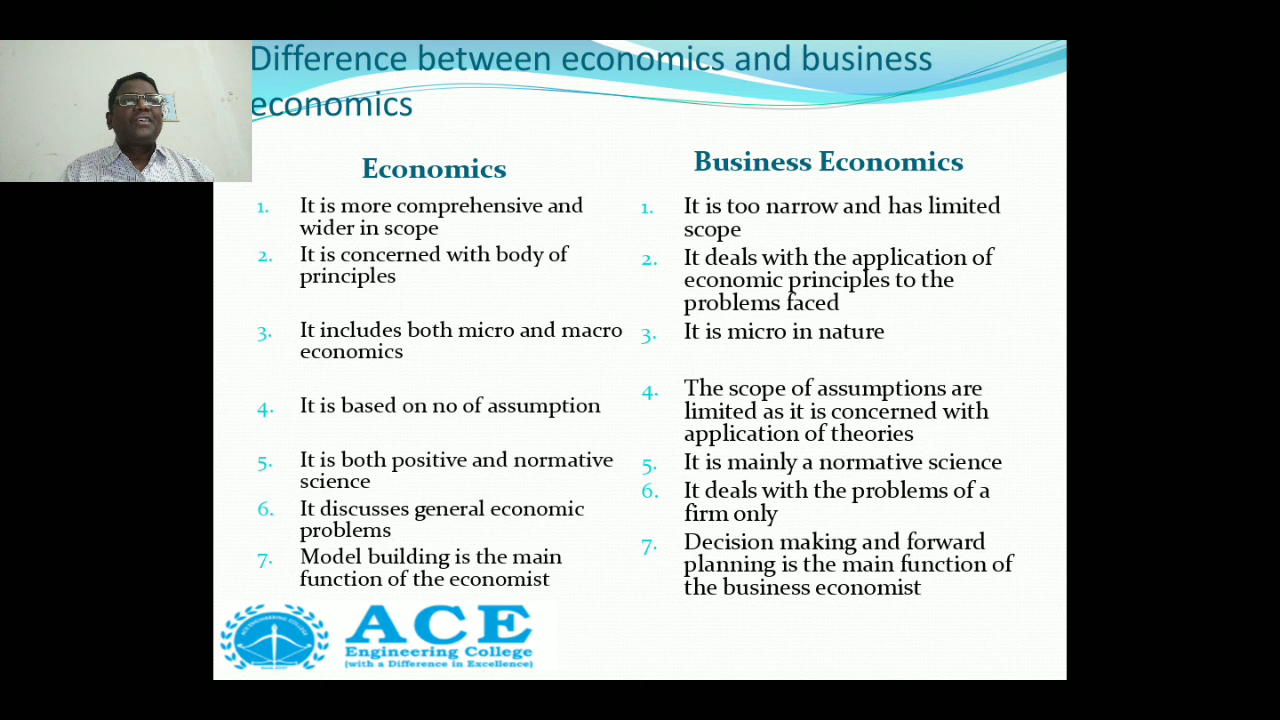 Difference between economics and business
economics
Economics
1. It is more comprehensive and
wider in scope
2. It is concerned with body of
principles
3. It includes both micro and macro
economics
4. It is based on no of assumption
5. It is both positive and normative
science
6. It discusses general economic
problems
7. Model building is the main
function of the economist
Business Economics
1. It is too narrow and has limited
scope
2. It deals with the application of
economic principles to the
problems faced
3. It is micro in nature
4. The scope of assumptions are
limited as it is concerned with
application of theories
5. It is mainly a normative science
6. It deals with the problems of a
firm only
7. Decision making and forward
planning is the main function of
the business economist
ACE
Engineering College
(with a Difference in Excellence)